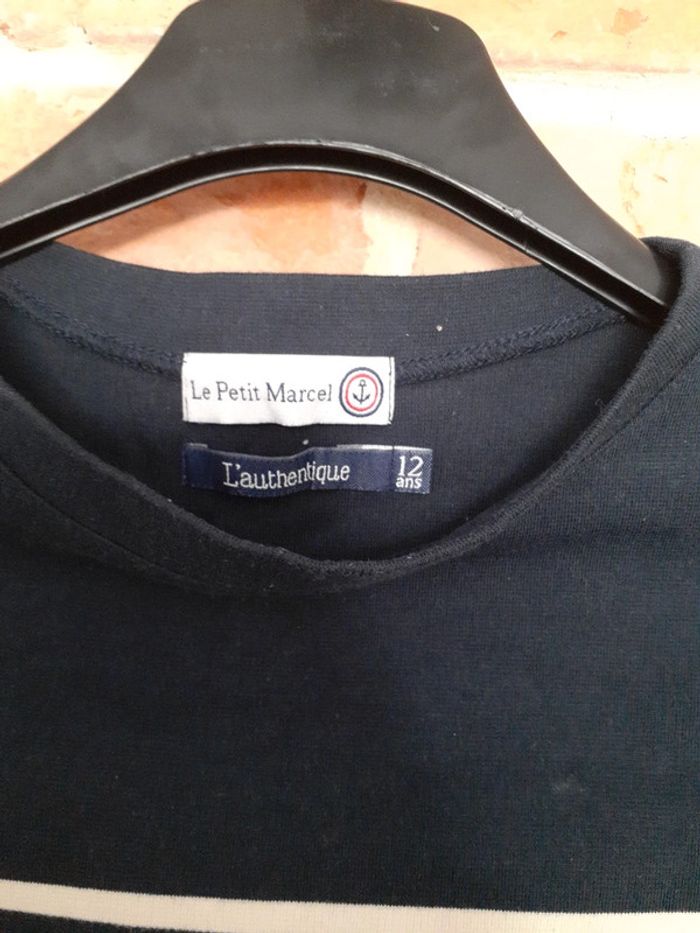 Le Petit Marcel
L'authentique
12
ans